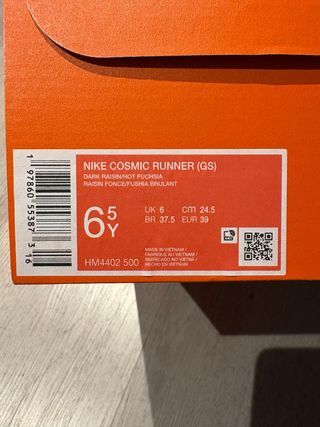 NIKE COSMIC RUNNER (GS)
DARK RAISIN/HOT FUCHSIA
RAISIN FONCE/FUSHIA BRULANT
6 5 Y
UK 6 cm 24.5
BR 37.5 EUR 39
MADE IN VIETNAM /
FABRIQUE AU VIETNAM /
FABRICADO NO VIETNÃ /
HECHO EN VIETNAM
HM4402 500
1 97860 55387 3 16